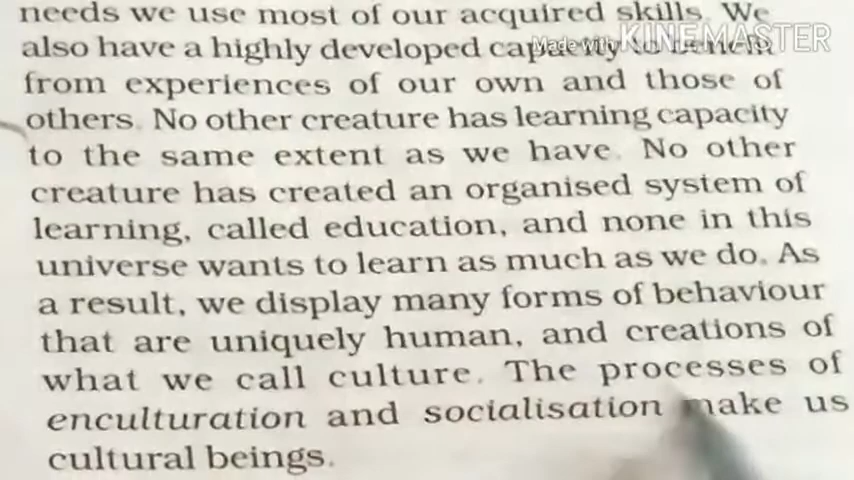 needs we use most of our acquired skills. We
Made with KINEMASTER
also have a highly developed capacity to benefit
from experiences of our own and those of
others. No other creature has learning capacity
to the same extent as we have. No other
creature has created an organised system of
learning, called education, and none in this
universe wants to learn as much as we do. As
a result, we display many forms of behaviour
that are uniquely human, and creations of
what we call culture. The processes of
enculturation and socialisation make us
cultural beings.